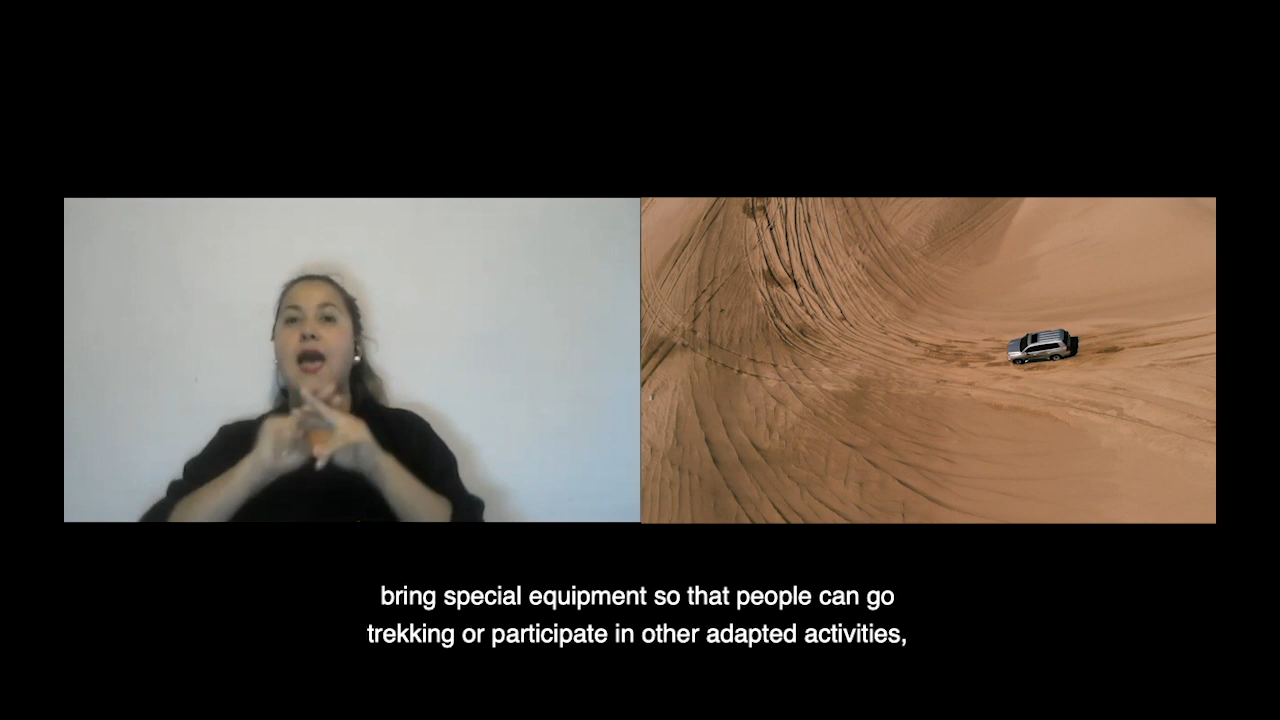 bring special equipment so that people can go
trekking or participate in other adapted activities,